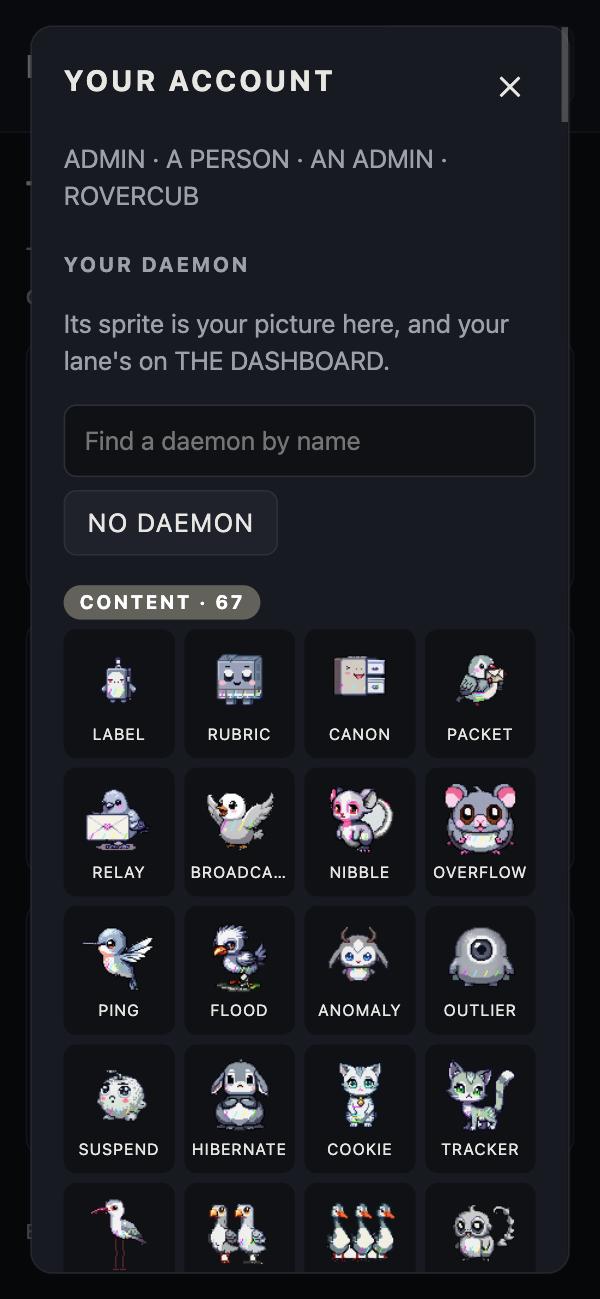 YOUR ACCOUNT
ADMIN · A PERSON · AN ADMIN ·
ROVERCUB
YOUR DAEMON
Its sprite is your picture here, and your
lane's on THE DASHBOARD.
Find a daemon by name
NO DAEMON
CONTENT · 67
LABEL
RUBRIC
CANON
PACKET
RELAY
BROADCA...
NIBBLE
OVERFLOW
PING
FLOOD
ANOMALY
OUTLIER
SUSPEND
HIBERNATE
COOKIE
TRACKER